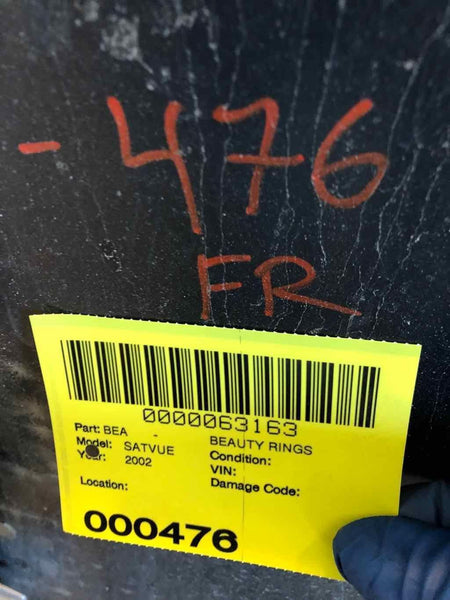 -476
FR
0000063163
Part: BEA - BEAUTY RINGS
Model: SATVUE Condition:
Year: 2002 VIN:
Location: Damage Code:
000476